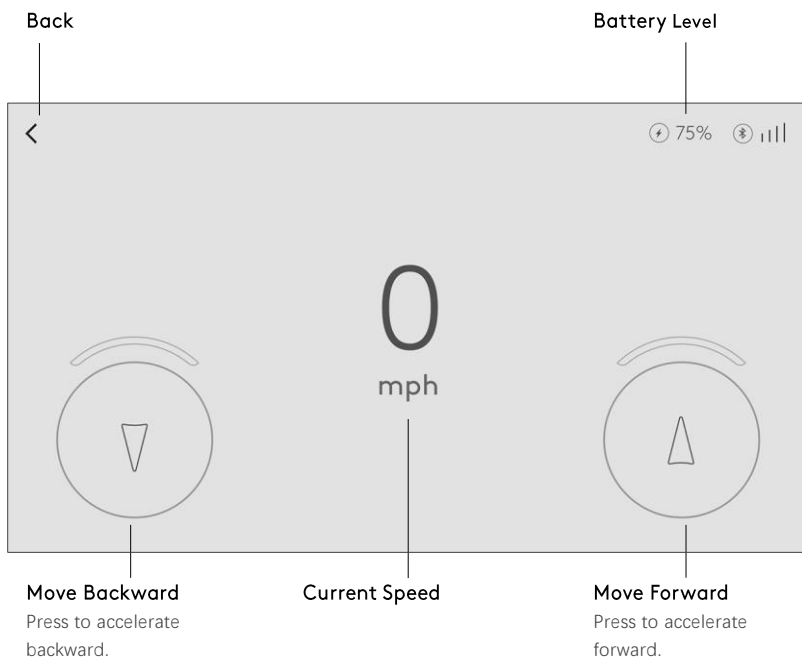 Back
Battery Level
75%
0
mph
Move Backward
Press to accelerate
backward.
Current Speed
Move Forward
Press to accelerate
forward.